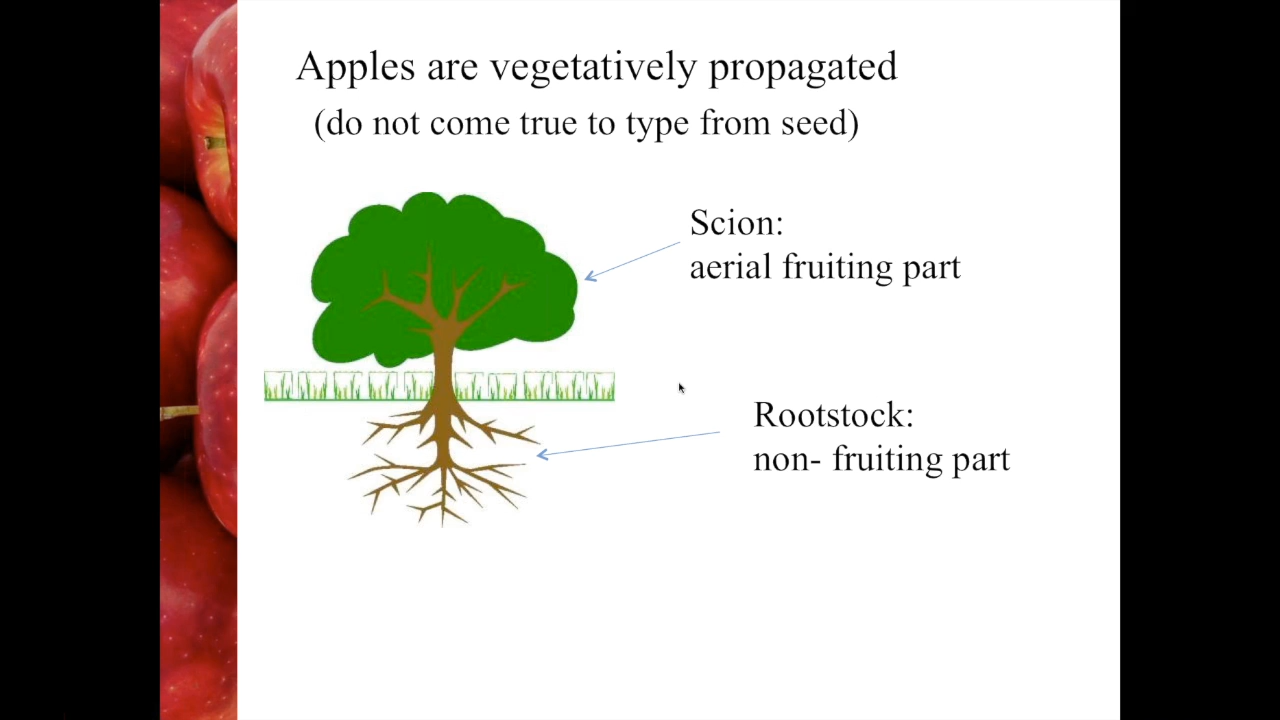 Apples are vegetatively propagated
(do not come true to type from seed)
Scion:
aerial fruiting part
Rootstock:
non- fruiting part